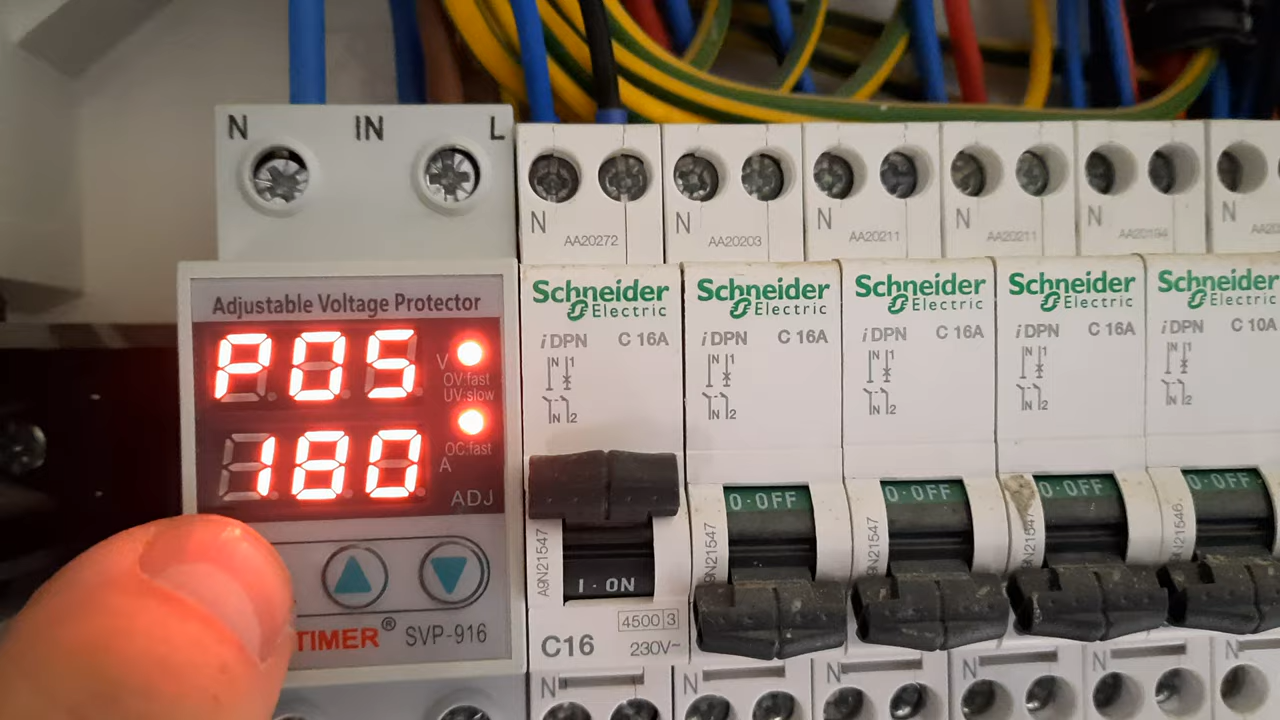 N IN L
N
AA20272
N
AA20203
N
AA20211
N
AA20211
N
AA20194
N
Adjustable Voltage Protector
P05
V
OV:fast
UV:slow
180
OC:fast
A
ADJ
TIMER® SVP-916
Schneider
Electric
iDPN C 16A
N 1
N 2
A9N21547
I·ON
4500 3
C16 230V~
N
Schneider
Electric
iDPN C 16A
N 1
N 2
O·OFF
A9N21547
N
Schneider
Electric
iDPN C 16A
N 1
N 2
O·OFF
A9N21547
N
Schneider
Electric
iDPN C 16A
N 1
N 2
O·OFF
N
Schneider
Electric
iDPN C 10A
N 1
N 2
O·OFF
N
N